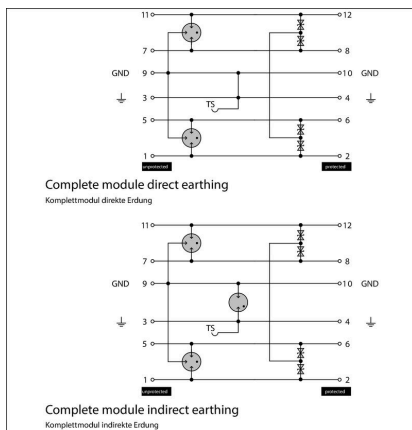 11 12
7 8
GND 9 10 GND
3 4
TS
5 6
1 2
unprotected protected
Complete module direct earthing
Komplettmodul direkte Erdung
11 12
7 8
GND 9 10 GND
3 4
TS
5 6
1 2
unprotected protected
Complete module indirect earthing
Komplettmodul indirekte Erdung